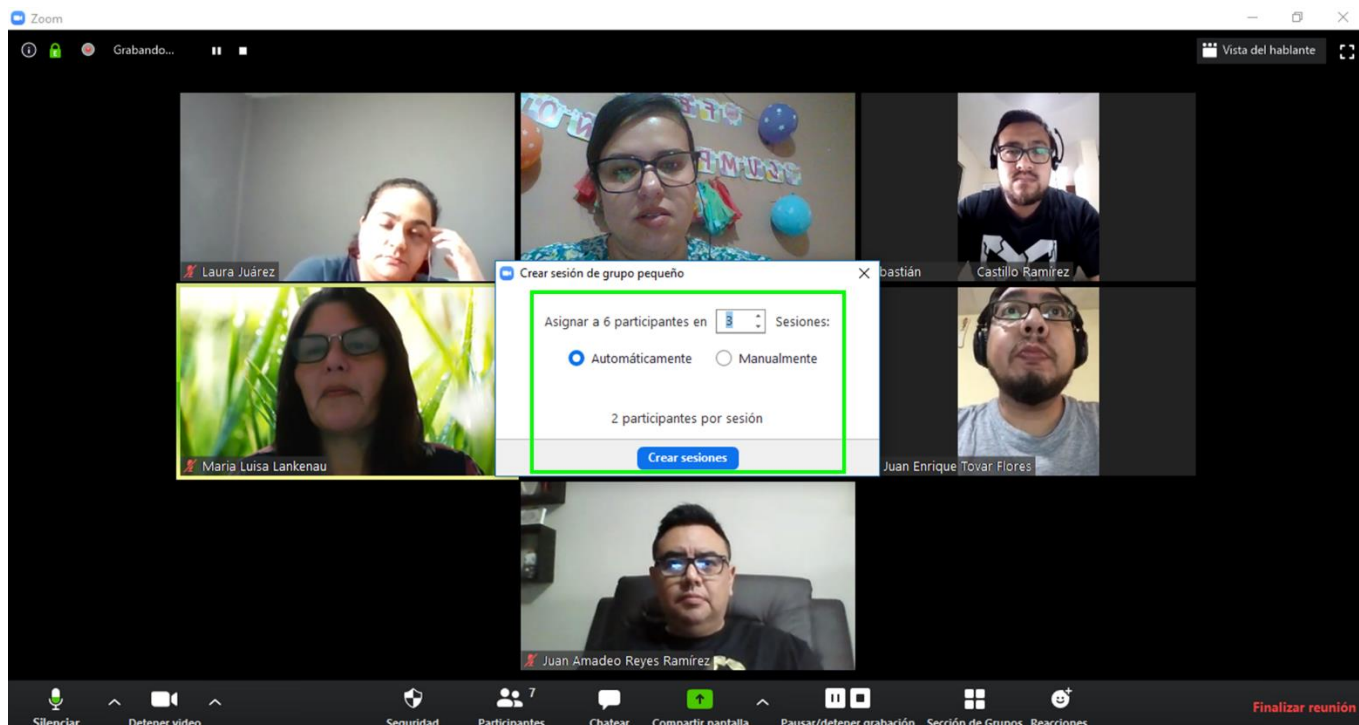 Zoom
Grabando...
Vista del hablante
Laura Juárez
bastián Castillo Ramírez
Crear sesión de grupo pequeño
Asignar a 6 participantes en 3 Sesiones:
Automáticamente Manualmente
2 participantes por sesión
Crear sesiones
Maria Luisa Lankenau
Juan Enrique Tovar Flores
Juan Amadeo Reyes Ramírez
7
Silenciar Detener video Seguridad Participantes Chatear Compartir pantalla Pausar/detener grabación Sección de Grupos Reacciones
Finalizar reunión